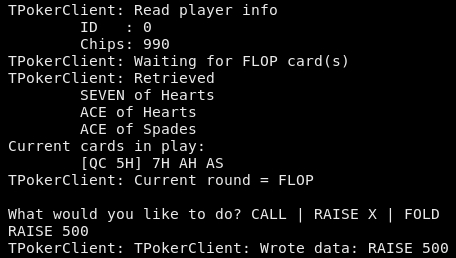 TPokerClient: Read player info
ID   : 0
Chips: 990
TPokerClient: Waiting for FLOP card(s)
TPokerClient: Retrieved
SEVEN of Hearts
ACE of Hearts
ACE of Spades
Current cards in play:
[QC 5H] 7H AH AS
TPokerClient: Current round = FLOP
What would you like to do? CALL | RAISE X | FOLD
RAISE 500
TPokerClient: TPokerClient: Wrote data: RAISE 500